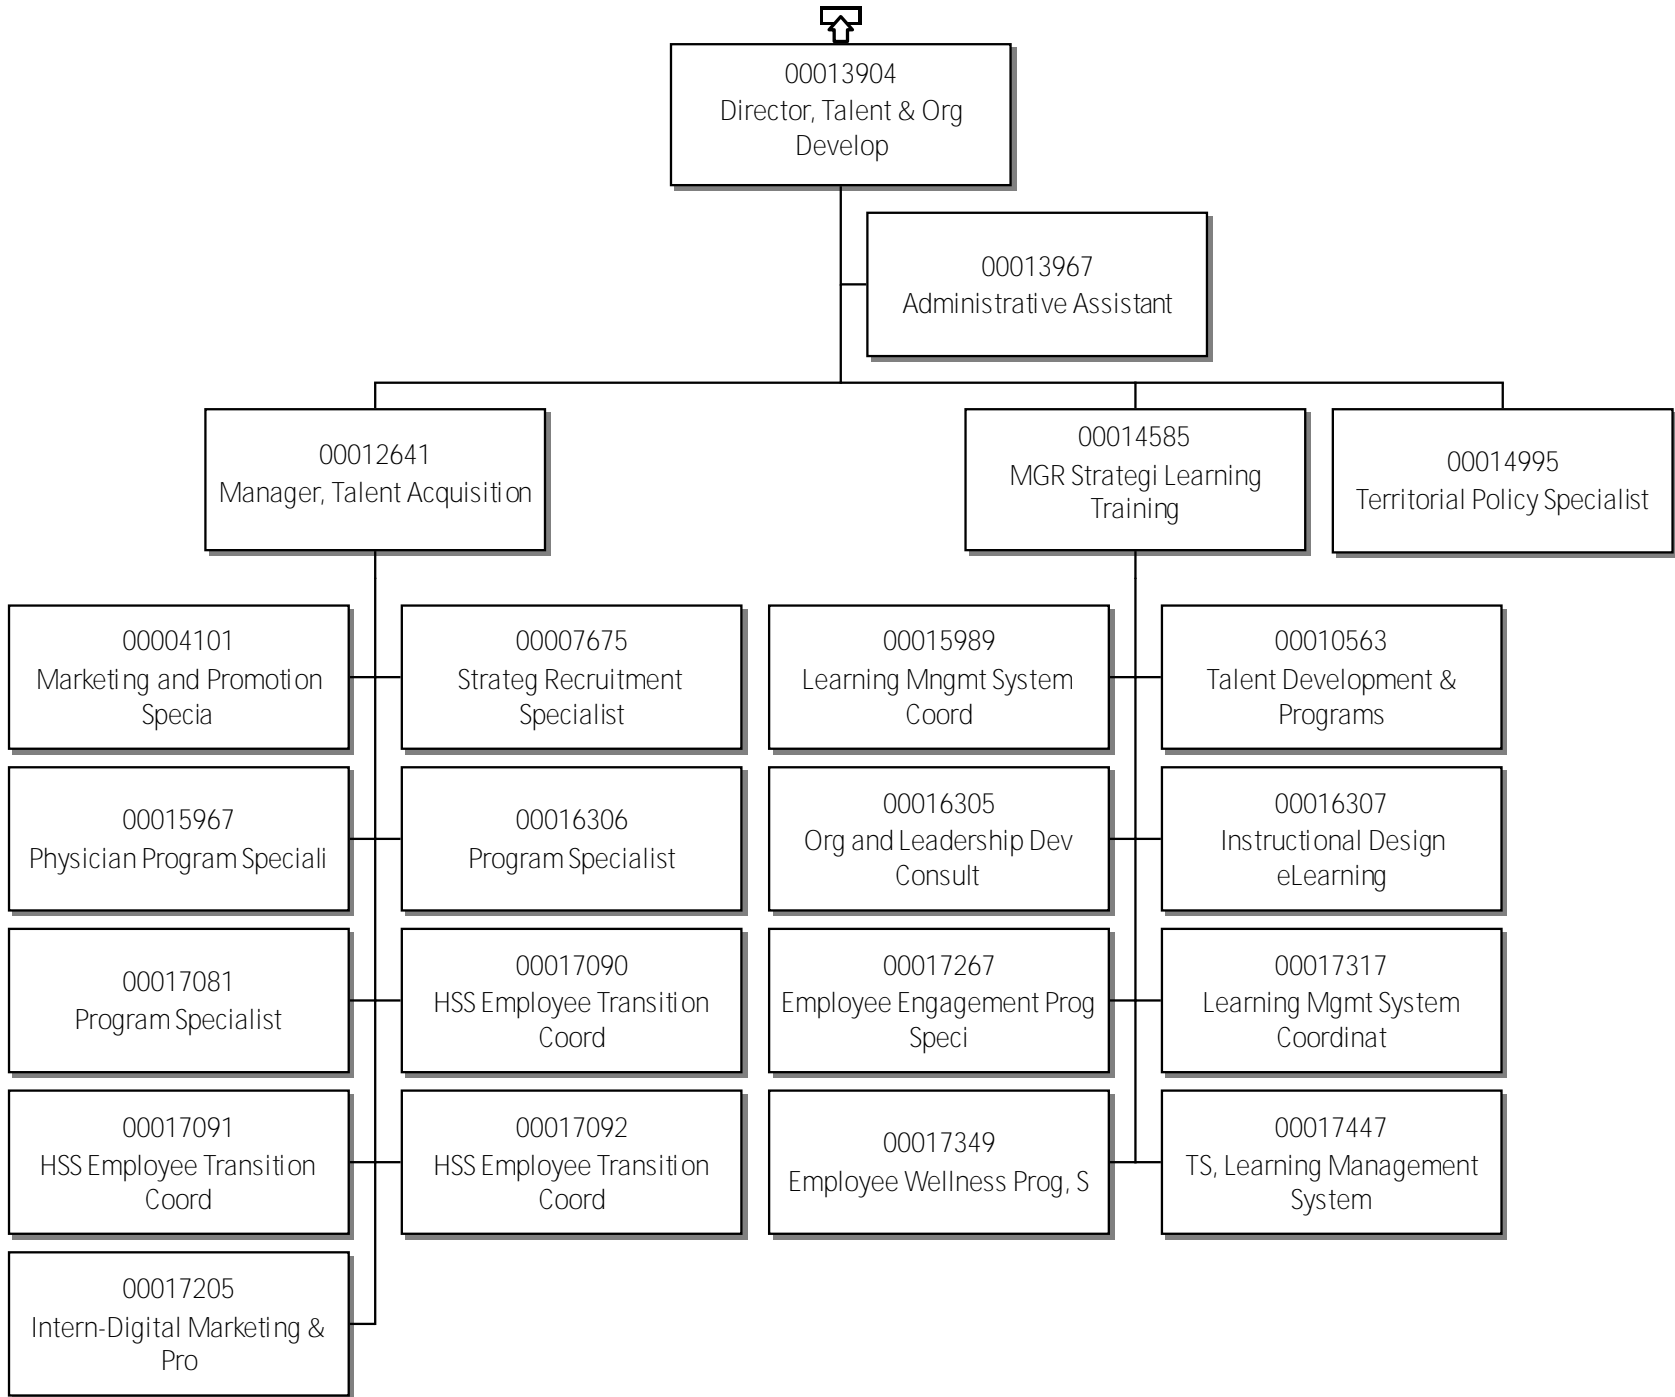 00013904
Director, Talent & Org
Develop
00013967
Administrative Assistant
00012641
Manager, Talent Acquisition
00014585
MGR Strategi Learning
Training
00014995
Territorial Policy Specialist
00004101
Marketing and Promotion
Specia
00007675
Strateg Recruitment
Specialist
00015989
Learning Mngmt System
Coord
00010563
Talent Development &
Programs
00015967
Physician Program Speciali
00016306
Program Specialist
00016305
Org and Leadership Dev
Consult
00016307
Instructional Design
eLearning
00017081
Program Specialist
00017090
HSS Employee Transition
Coord
00017267
Employee Engagement Prog
Speci
00017317
Learning Mgmt System
Coordinat
00017091
HSS Employee Transition
Coord
00017092
HSS Employee Transition
Coord
00017349
Employee Wellness Prog, S
00017447
TS, Learning Management
System
00017205
Intern-Digital Marketing &
Pro